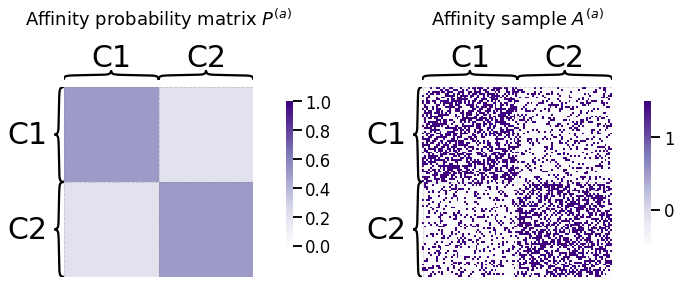 Affinity probability matrix P^(a)
C1 C2
C1
C2
1.0
0.8
0.6
0.4
0.2
0.0
Affinity sample A^(a)
C1 C2
C1
C2
1
0